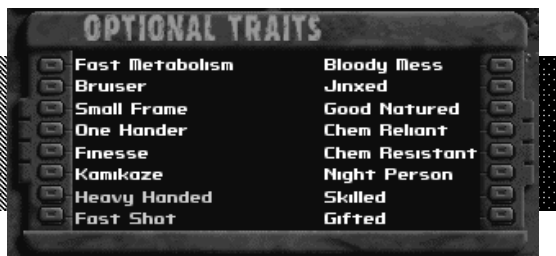 OPTIONAL TRAITS
Fast Metabolism
Bruiser
Small Frame
One Hander
Finesse
Kamikaze
Heavy Handed
Fast Shot
Bloody Mess
Jinxed
Good Natured
Chem Reliant
Chem Resistant
Night Person
Skilled
Gifted